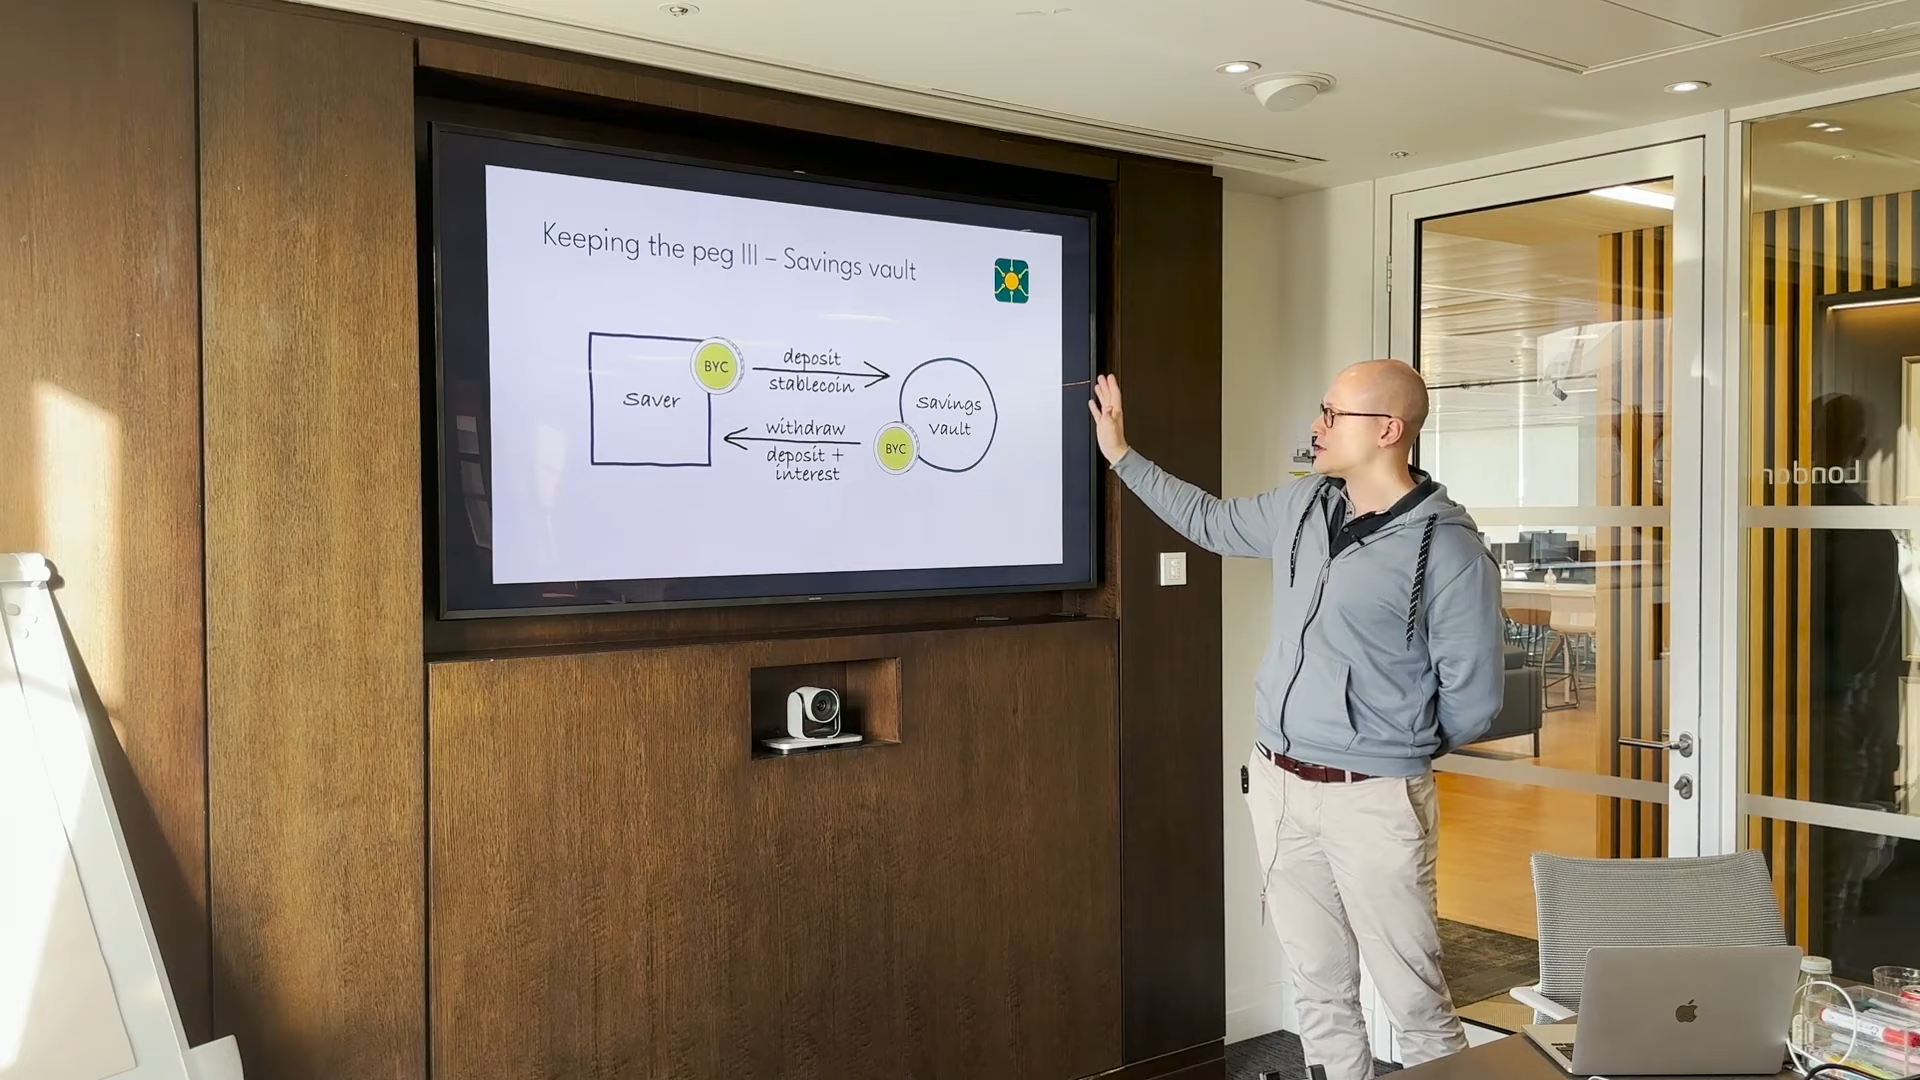 Keeping the peg III – Savings vault
BYC
deposit
stablecoin
saver
savings
vault
withdraw
deposit +
interest
BYC
London